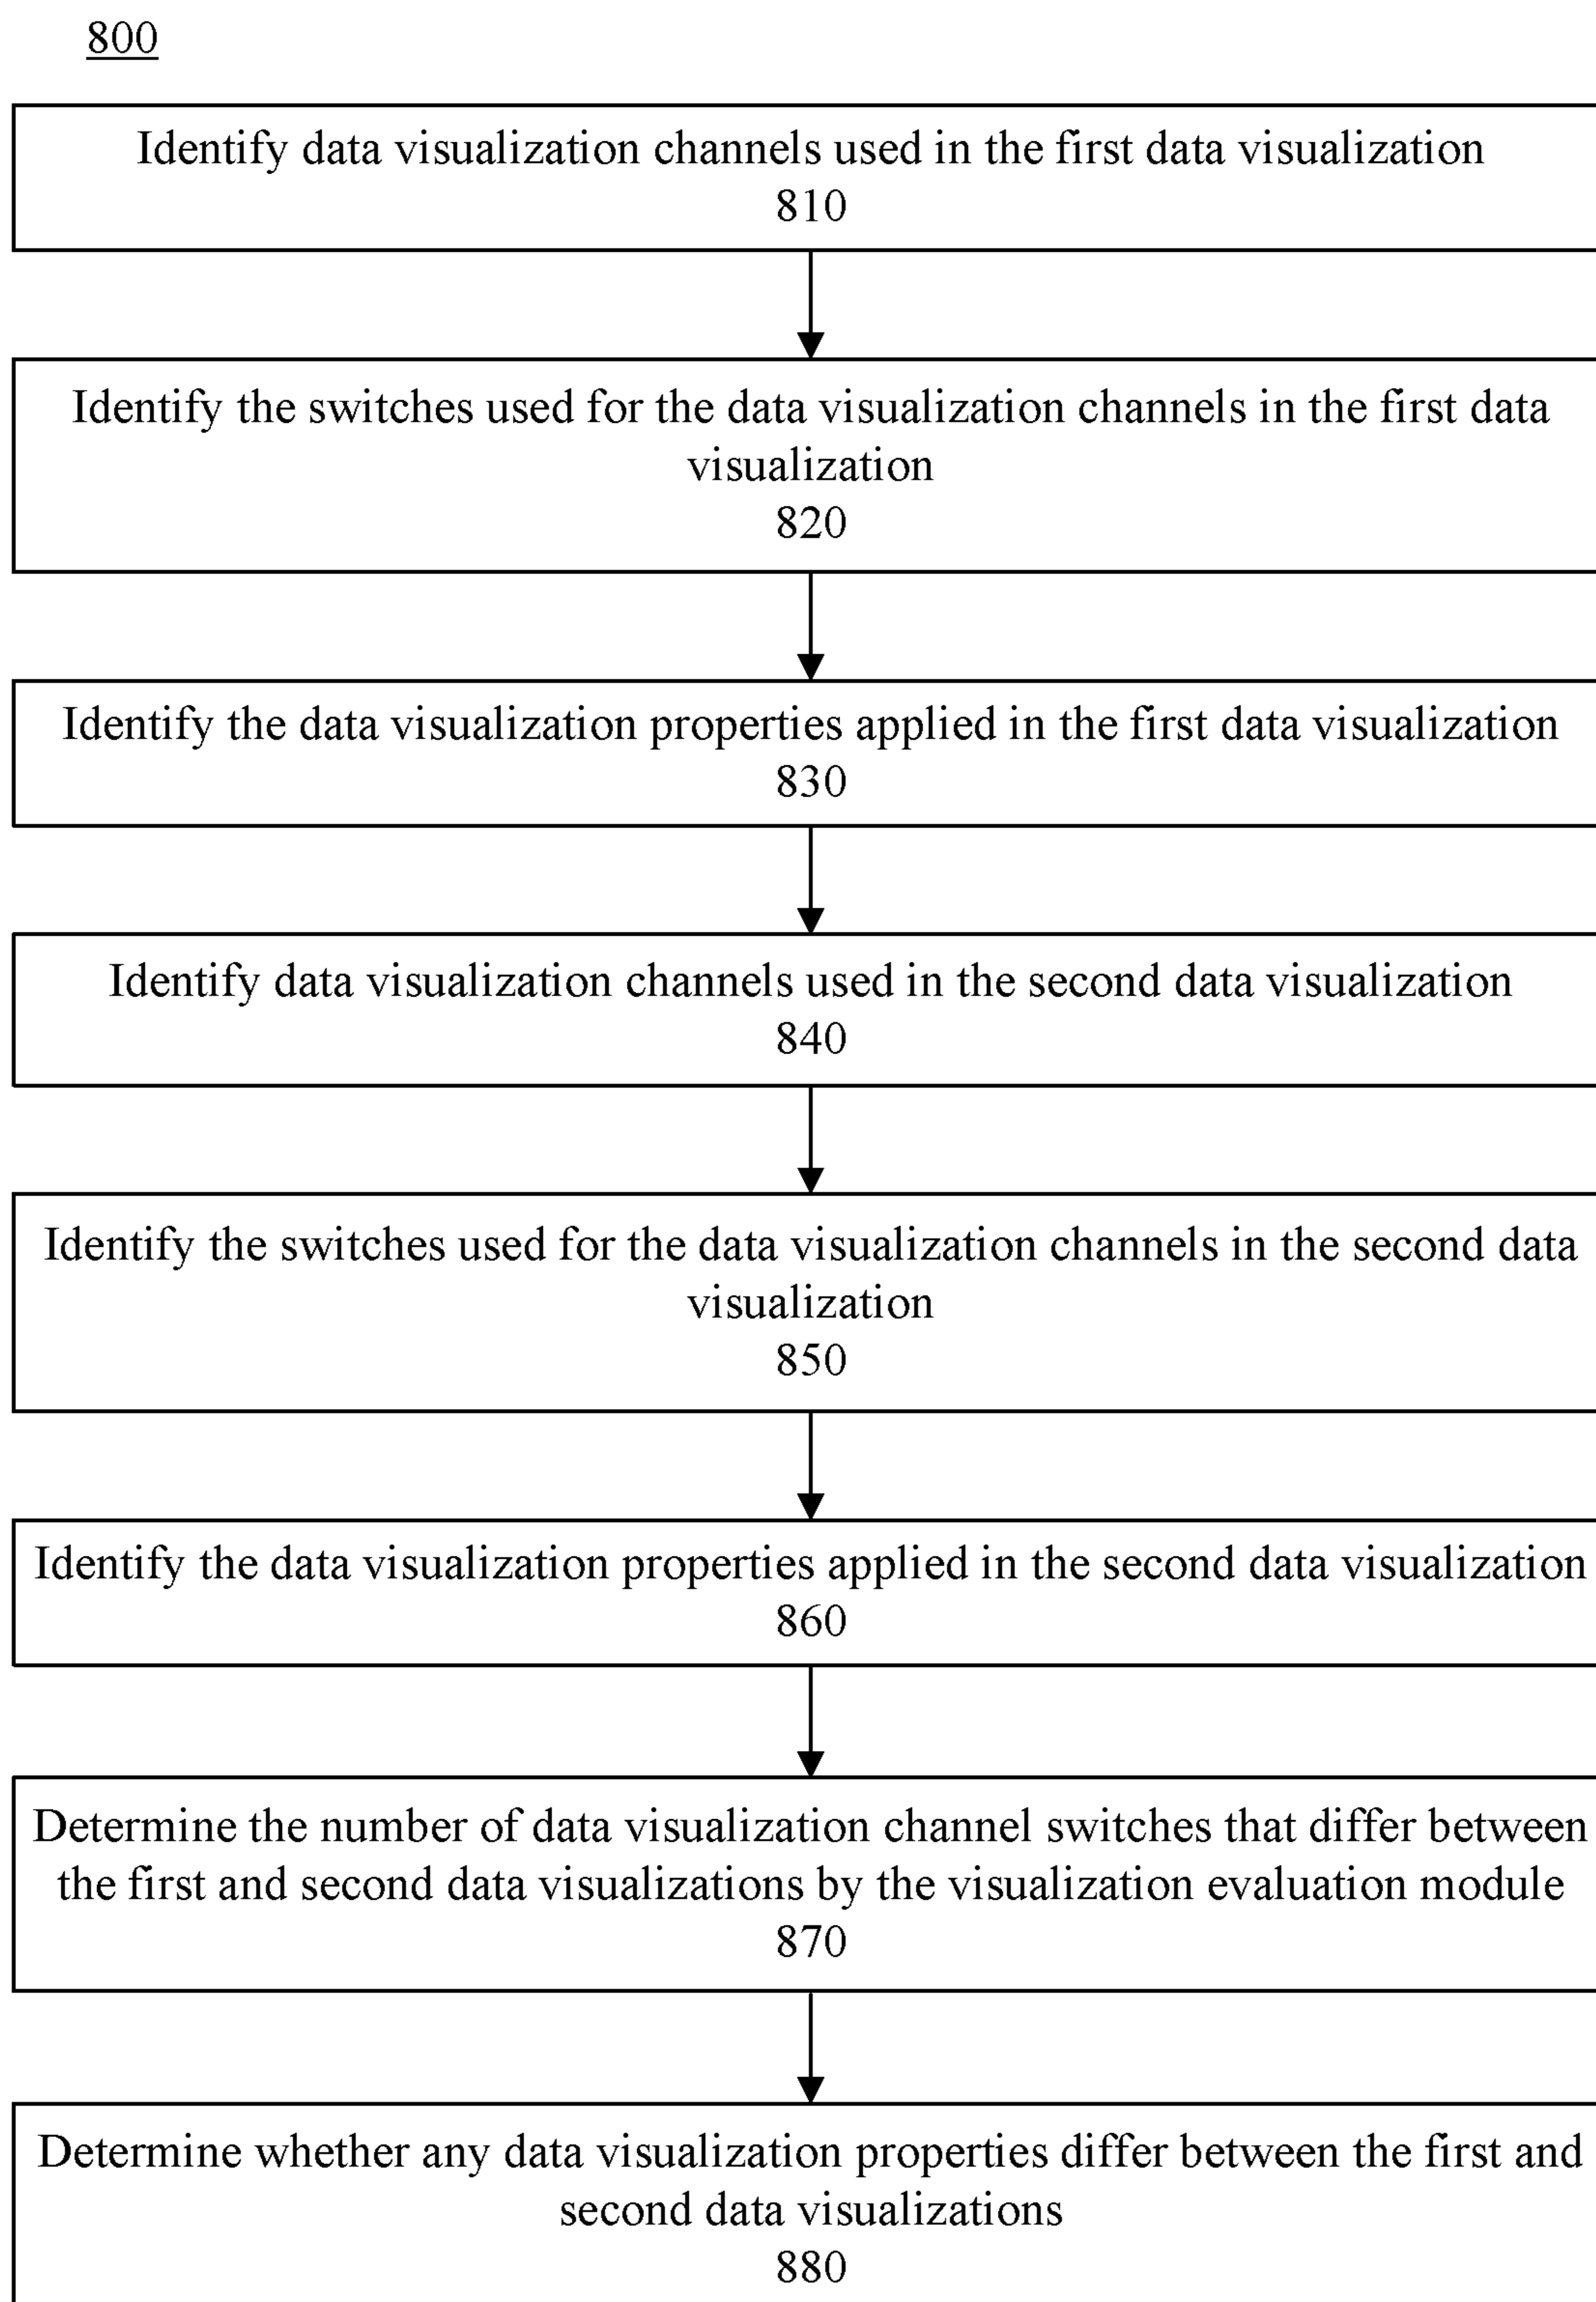 800
Identify data visualization channels used in the first data visualization
810
Identify the switches used for the data visualization channels in the first data
visualization
820
Identify the data visualization properties applied in the first data visualization
830
Identify data visualization channels used in the second data visualization
840
Identify the switches used for the data visualization channels in the second data
visualization
850
Identify the data visualization properties applied in the second data visualization
860
Determine the number of data visualization channel switches that differ between
the first and second data visualizations by the visualization evaluation module
870
Determine whether any data visualization properties differ between the first and
second data visualizations
880